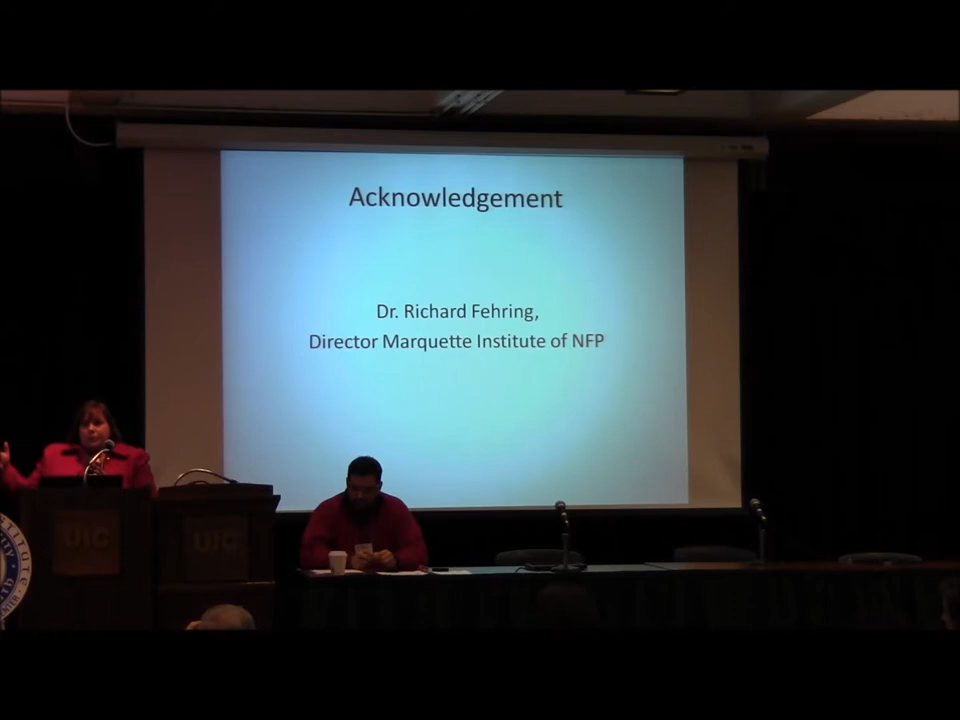 Acknowledgement
Dr. Richard Fehring,
Director Marquette Institute of NFP
UIC
UIC